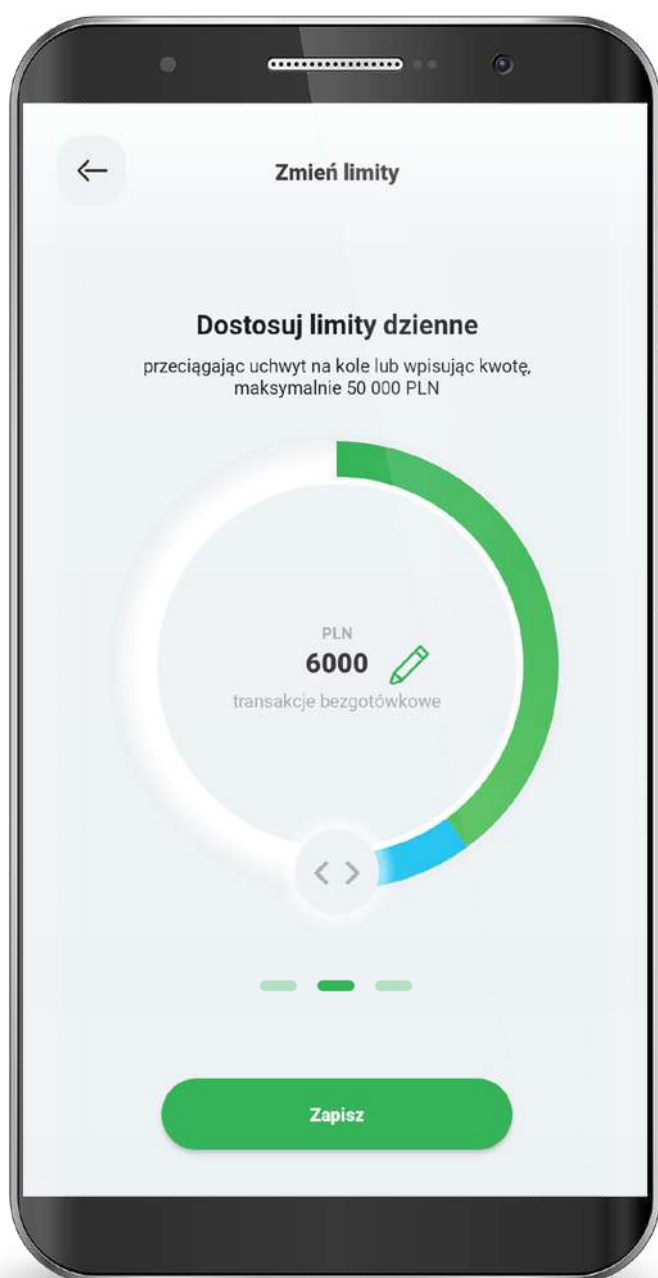 Zmień limity
Dostosuj limity dzienne
przeciągając uchwyt na kole lub wpisując kwotę,
maksymalnie 50 000 PLN
PLN
6000
transakcje bezgotówkowe
Zapisz